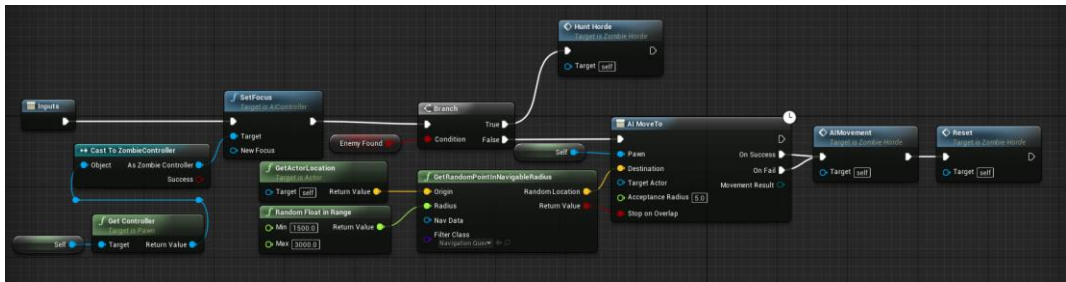 Hunt Horde
Target is Zombie Horde
Target self
Inputs
SetFocus
Target is AIController
Target
New Focus
Branch
Condition
True
False
Enemy Found
Cast To ZombieController
Object
As Zombie Controller
Success
Get Controller
Target is Pawn
Self
Target
Return Value
GetActorLocation
Target is Actor
Target self
Return Value
Random Float in Range
Min 1500.0
Return Value
Max 3000.0
GetRandomPointInNavigableRadius
Origin
Random Location
Radius
Return Value
Nav Data
Filter Class
Self
AI MoveTo
Pawn
On Success
Destination
On Fail
Target Actor
Movement Result
Acceptance Radius 5.0
Stop on Overlap
AIMovement
Target is Zombie Horde
Target self
Reset
Target is Zombie Horde
Target self